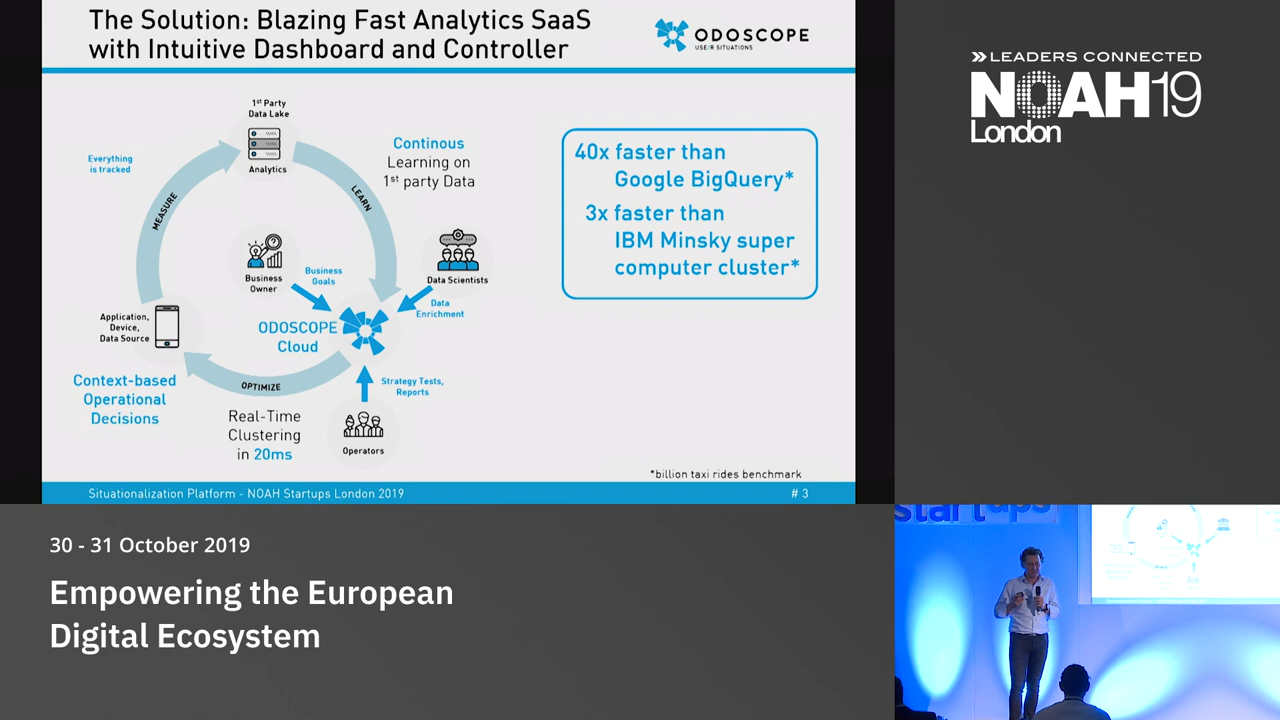 The Solution: Blazing Fast Analytics SaaS
with Intuitive Dashboard and Controller
ODOSCOPE
USE/R SITUATIONS
1st Party
Data Lake
Analytics
Everything
is tracked
Continous
Learning on
1st party Data
MEASURE
LEARN
Business
Owner
Business
Goals
Data Scientists
Data
Enrichment
Application,
Device,
Data Source
ODOSCOPE
Cloud
OPTIMIZE
Context-based
Operational
Decisions
Real-Time
Clustering
in 20ms
Strategy Tests,
Reports
Operators
40x faster than
Google BigQuery*
3x faster than
IBM Minsky super
computer cluster*
*billion taxi rides benchmark
Situationalization Platform - NOAH Startups London 2019
# 3
LEADERS CONNECTED
NOAH19
London
30 - 31 October 2019
Empowering the European
Digital Ecosystem
startups